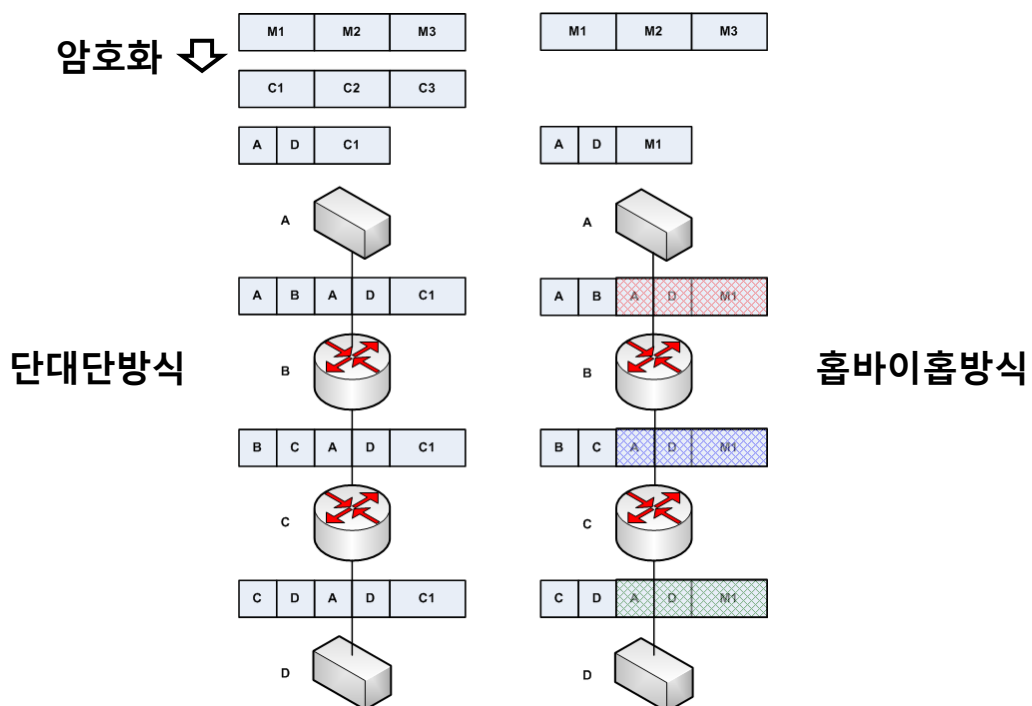 M1 M2 M3 M1 M2 M3
암호화
C1 C2 C3
A D C1 A D M1
A A
A B A D C1 A B A D M1
단대단방식 B B 홉바이홉방식
B C A D C1 B C A D M1
C C
C D A D C1 C D A D M1
D D